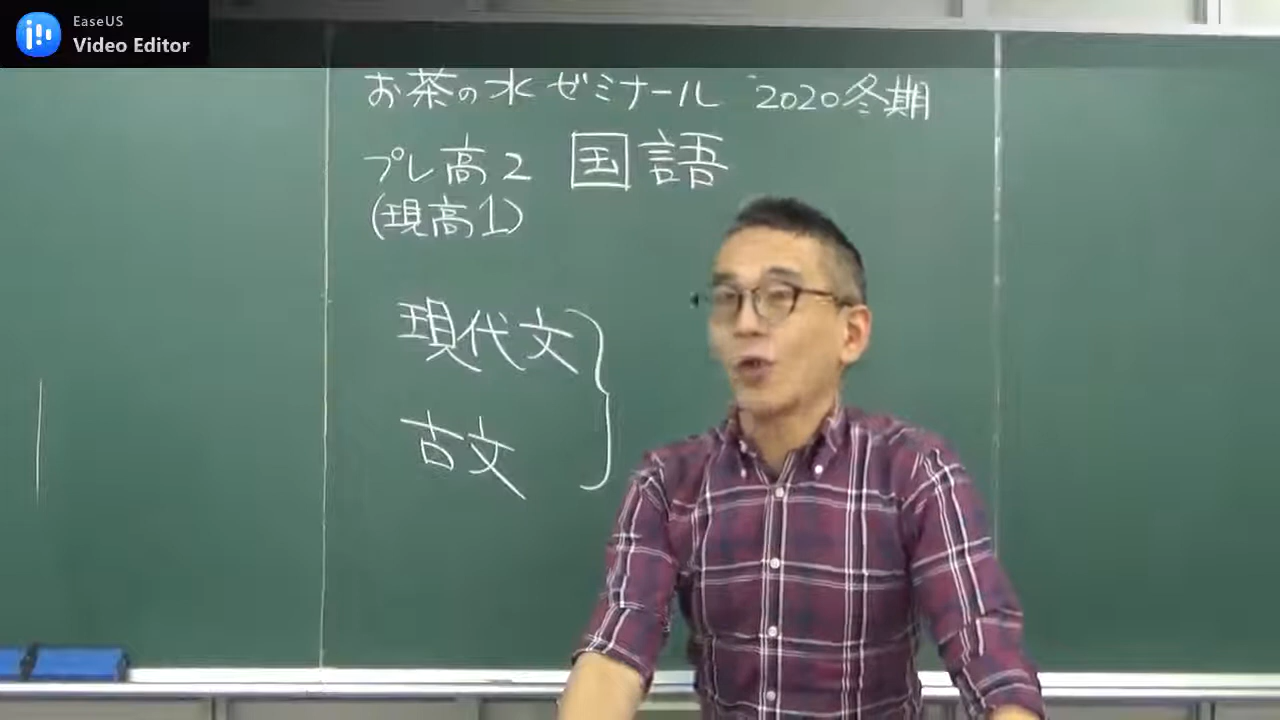 EaseUS
Video Editor
お茶の水ゼミナール '2020冬期
プレ高2 国語
(現高1)
現代文
古文